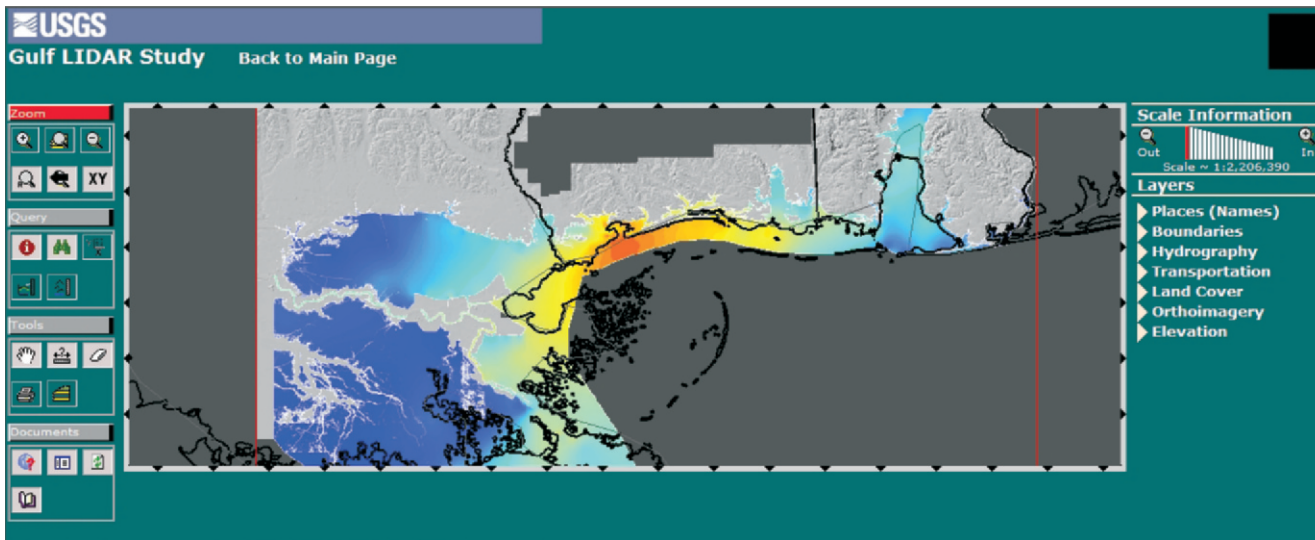 USGS
Gulf LIDAR Study Back to Main Page
Zoom
XY
Query
Tools
Documents
Scale Information
Out In
Scale ~ 1:2,206,390
Layers
Places (Names)
Boundaries
Hydrography
Transportation
Land Cover
Orthoimagery
Elevation